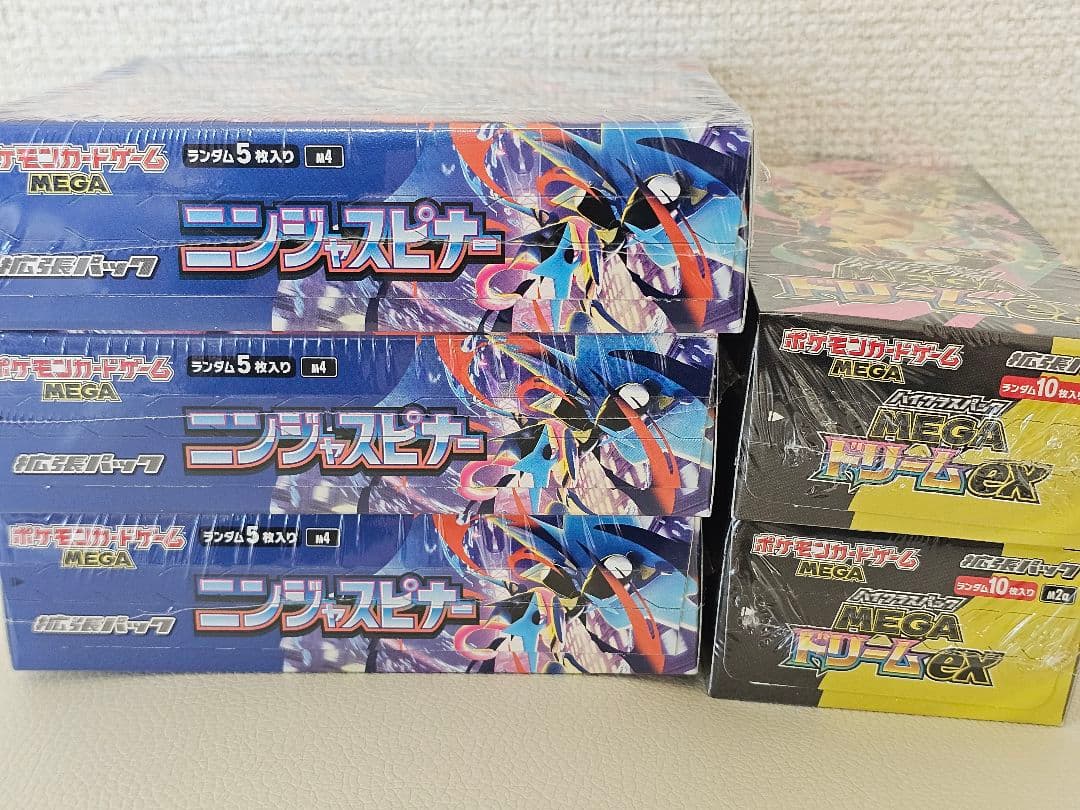 ポケモンカードゲーム
MEGA
ランダム5枚入り M4
拡張パック
ニンジャスピナー
ポケモンカードゲーム
MEGA
ランダム5枚入り M4
拡張パック
ニンジャスピナー
ポケモンカードゲーム
MEGA
ランダム5枚入り M4
拡張パック
ニンジャスピナー
ドリームex
ポケモンカードゲーム
MEGA
拡張パ
ランダム10枚入り
ハイクラスパック
MEGA
ドリームex
ポケモンカードゲーム
MEGA
拡張パック
ランダム10枚入り M2a
ハイクラスパック
MEGA
ドリームex